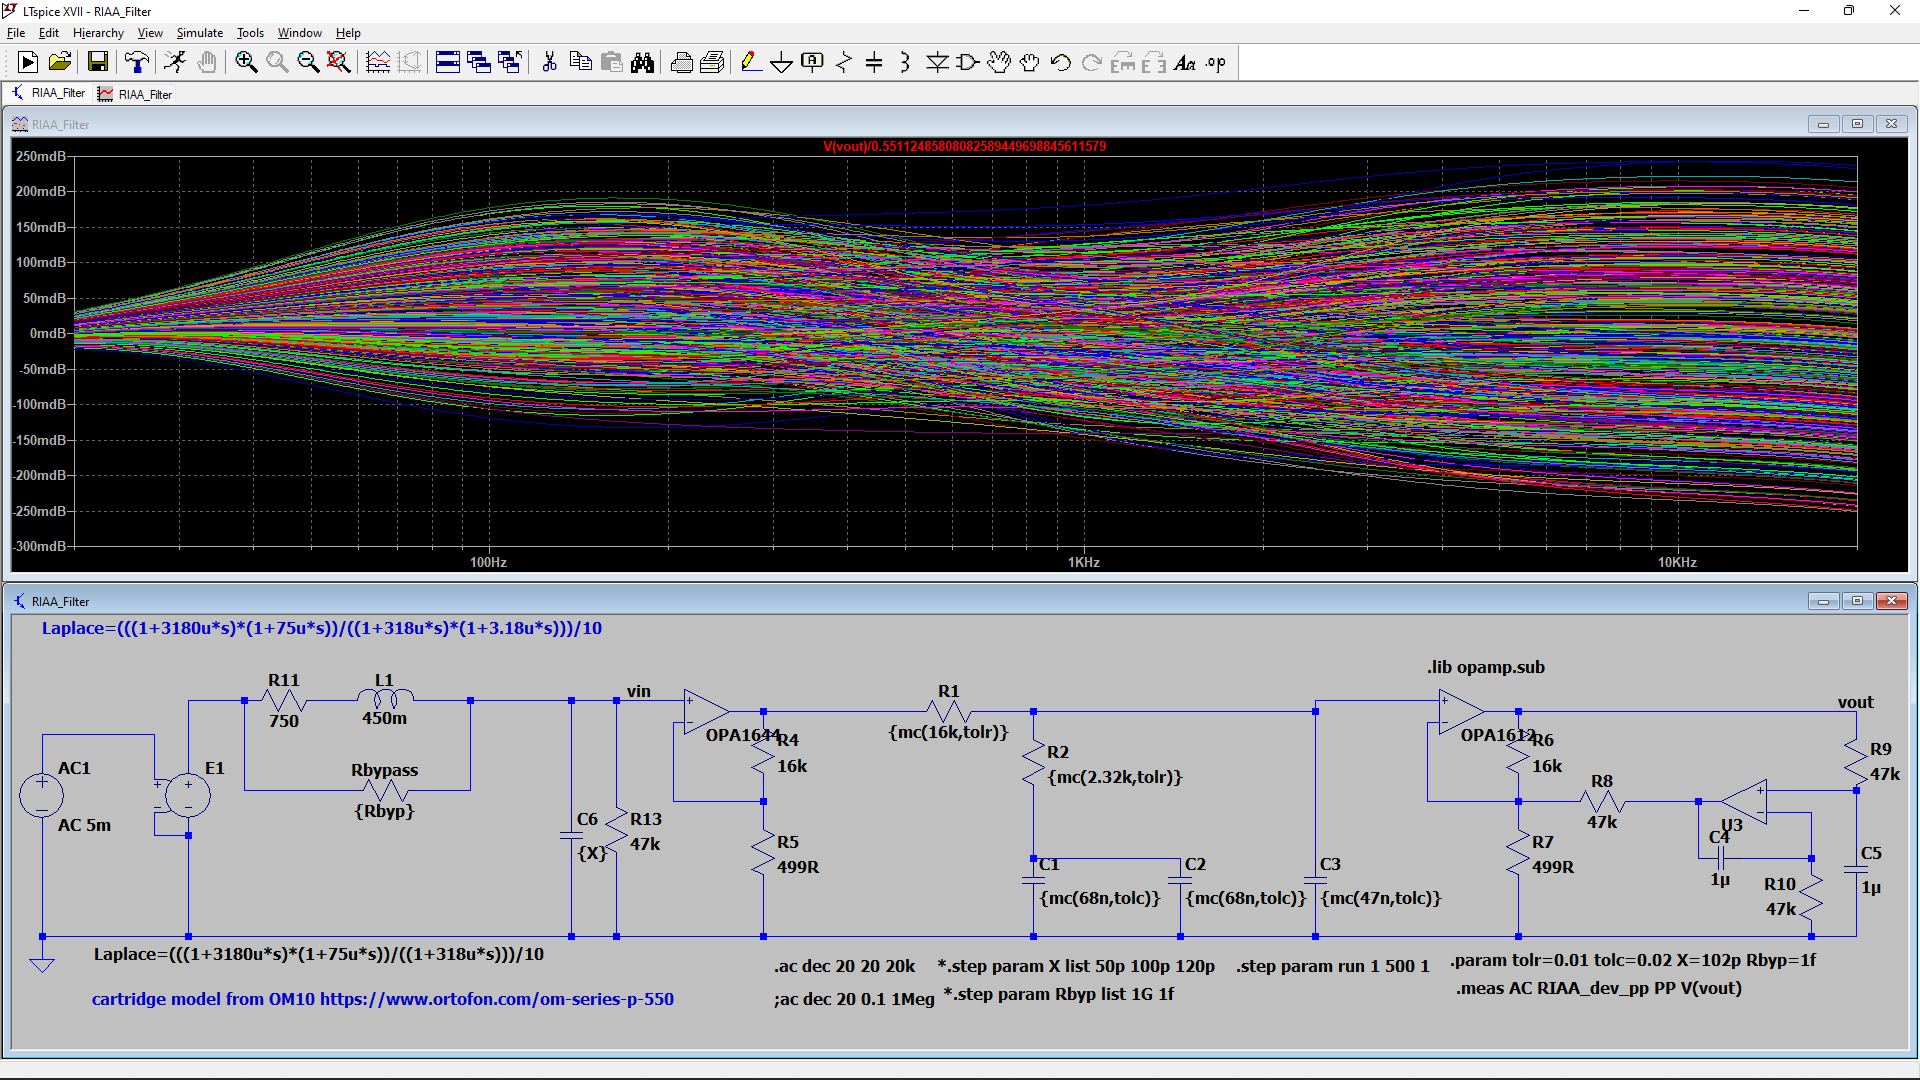 LTspice XVII - RIAA_Filter
File Edit Hierarchy View Simulate Tools Window Help
RIAA_Filter RIAA_Filter
RIAA_Filter
V(vout)/0.55112485808082589449698845611579
250mdB
200mdB
150mdB
100mdB
50mdB
0mdB
-50mdB
-100mdB
-150mdB
-200mdB
-250mdB
-300mdB
100Hz 1KHz 10KHz
RIAA_Filter
Laplace=(((1+3180u*s)*(1+75u*s))/((1+318u*s)*(1+3.18u*s)))/10
.lib opamp.sub
R11
750
L1
450m
vin
R1
{mc(16k,tolr)}
vout
OPA1644
R4
16k
R2
{mc(2.32k,tolr)}
OPA1612
R6
16k
R9
47k
AC1
AC 5m
E1
Rbypass
{Rbyp}
R8
47k
C6
{X}
R13
47k
R5
499R
C1
{mc(68n,tolc)}
C2
{mc(68n,tolc)}
C3
{mc(47n,tolc)}
R7
499R
U3
C4
1µ
R10
47k
C5
1µ
Laplace=(((1+3180u*s)*(1+75u*s))/((1+318u*s)))/10
.ac dec 20 20 20k *.step param X list 50p 100p 120p .step param run 1 500 1 .param tolr=0.01 tolc=0.02 X=102p Rbyp=1f
cartridge model from OM10 https://www.ortofon.com/om-series-p-550 ;ac dec 20 0.1 1Meg *.step param Rbyp list 1G 1f .meas AC RIAA_dev_pp PP V(vout)